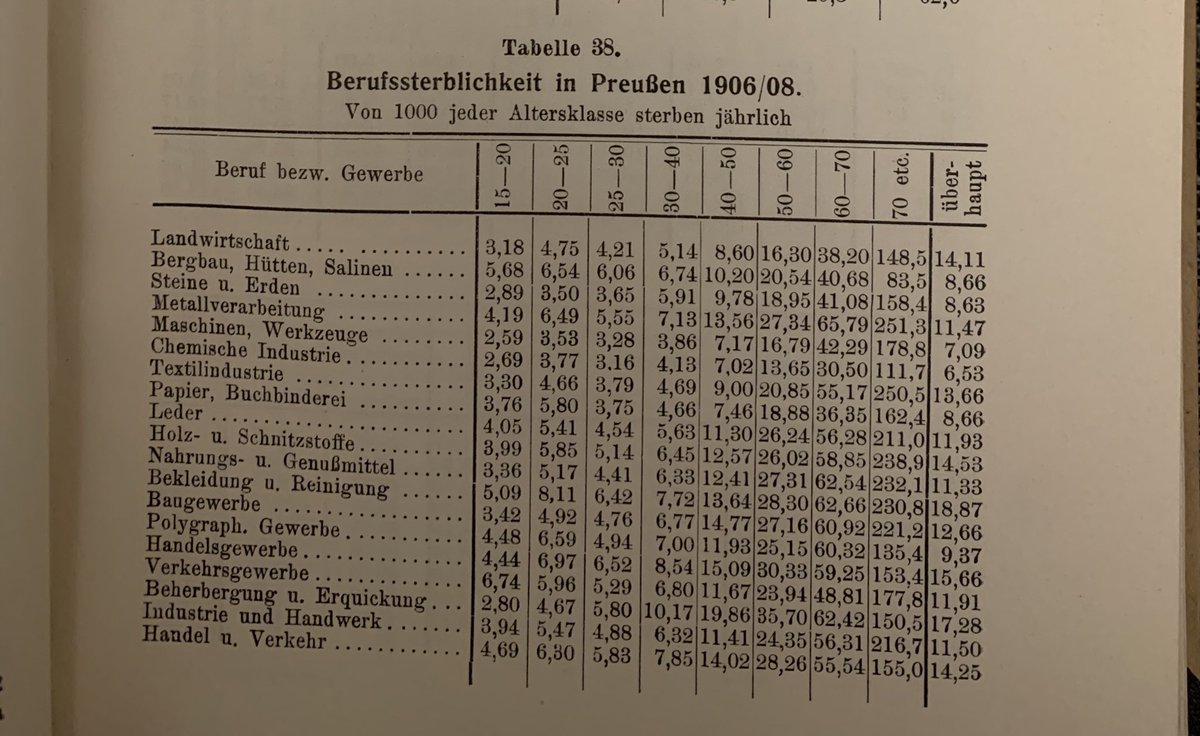 Tabelle 38.
Berufssterblichkeit in Preußen 1906/08.
Von 1000 jeder Altersklasse sterben jährlich
Beruf bezw. Gewerbe 15—20 20—25 25—30 30—40 40—50 50—60 60—70 70 etc. über-haupt
Landwirtschaft..... .......... 3,18 4,75 4,21 5,14 8,60 16,30 38,20 148,5 14,11
Bergbau, Hütten, Salinen ...... 5,68 6,54 6,06 6,74 10,20 20,54 40,68 83,5 8,66
Steine u. Erden .............. 2,89 3,50 3,65 5,91 9,78 18,95 41,08 158,4 8,63
Metallverarbeitung ............ 4,19 6,49 5,55 7,13 13,56 27,34 65,79 251,3 11,47
Maschinen, Werkzeuge ........ 2,59 3,53 3,28 3,86 7,17 16,79 42,29 178,8 7,09
Chemische Industrie............ 2,69 3,77 3.16 4,13 7,02 13,65 30,50 111,7 6,53
Textilindustrie ................ 3,30 4,66 3,79 4,69 9,00 20,85 55,17 250,5 13,66
Papier, Buchbinderei .......... 3,76 5,80 3,75 4,66 7,46 18,88 36,35 162,4 8,66
Leder ........................ 4,05 5,41 4,54 5,63 11,30 26,24 56,28 211,0 11,93
Holz- u. Schnitzstoffe.......... 3,99 5,85 5,14 6,45 12,57 26,02 58,85 238,9 14,53
Nahrungs- u. Genußmittel ...... 3,36 5,17 4,41 6,33 12,41 27,31 62,54 232,1 11,33
Bekleidung u. Reinigung ...... 5,09 8,11 6,42 7,72 13,64 28,30 62,66 230,8 18,87
Baugewerbe .................. 3,42 4,92 4,76 6,77 14,77 27,16 60,92 221,2 12,66
Polygraph. Gewerbe............ 4,48 6,59 4,94 7,00 11,93 25,15 60,32 135,4 9,37
Handelsgewerbe................ 4,44 6,97 6,52 8,54 15,09 30,33 59,25 153,4 15,66
Verkehrsgewerbe .............. 6,74 5,96 5,29 6,80 11,67 23,94 48,81 177,8 11,91
Beherbergung u. Erquickung... 2,80 4,67 5,80 10,17 19,86 35,70 62,42 150,5 17,28
Industrie und Handwerk........ 3,94 5,47 4,88 6,32 11,41 24,35 56,31 216,7 11,50
Handel u. Verkehr ............ 4,69 6,30 5,83 7,85 14,02 28,26 55,54 155,0 14,25